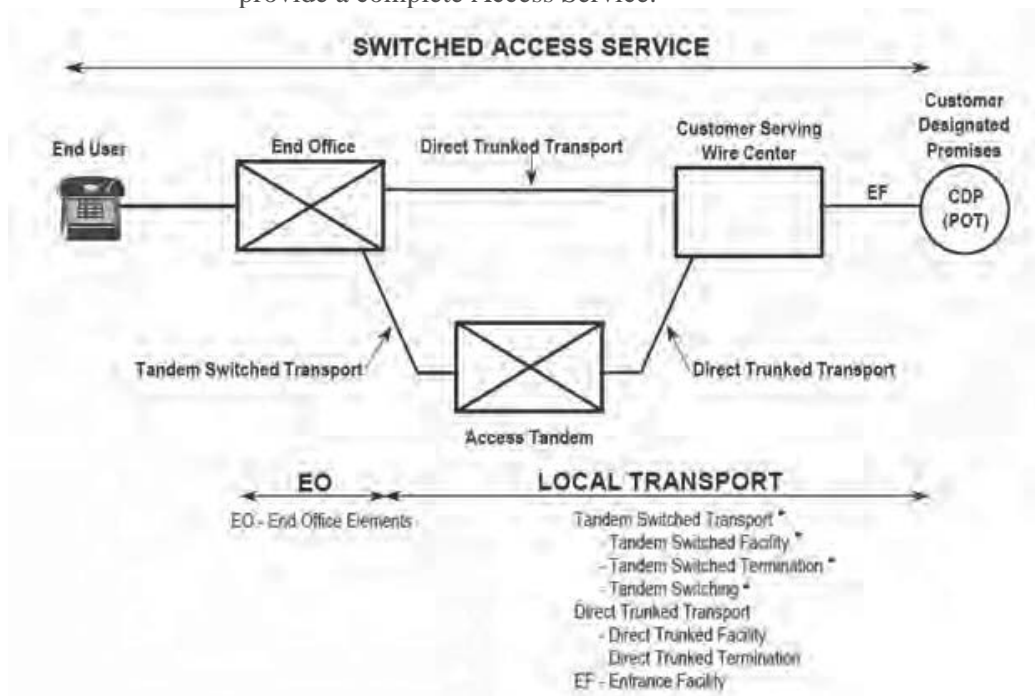 provide a complete Access Service.
SWITCHED ACCESS SERVICE
Customer
Designated
Premises
End User
End Office
Direct Trunked Transport
Customer Serving
Wire Center
EF
CDP
(POT)
Tandem Switched Transport
Direct Trunked Transport
Access Tandem
EO
LOCAL TRANSPORT
EO - End Office Elements
Tandem Switched Transport *
- Tandem Switched Facility *
- Tandem Switched Termination *
- Tandem Switching *
Direct Trunked Transport
- Direct Trunked Facility
Direct Trunked Termination
EF - Entrance Facility